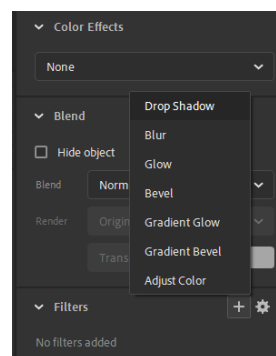 Color Effects
None
Drop Shadow
Blend
Blur
Hide object
Glow
Blend
Norm
Bevel
Render
Origin
Gradient Glow
Trans
Gradient Bevel
Adjust Color
Filters
No filters added